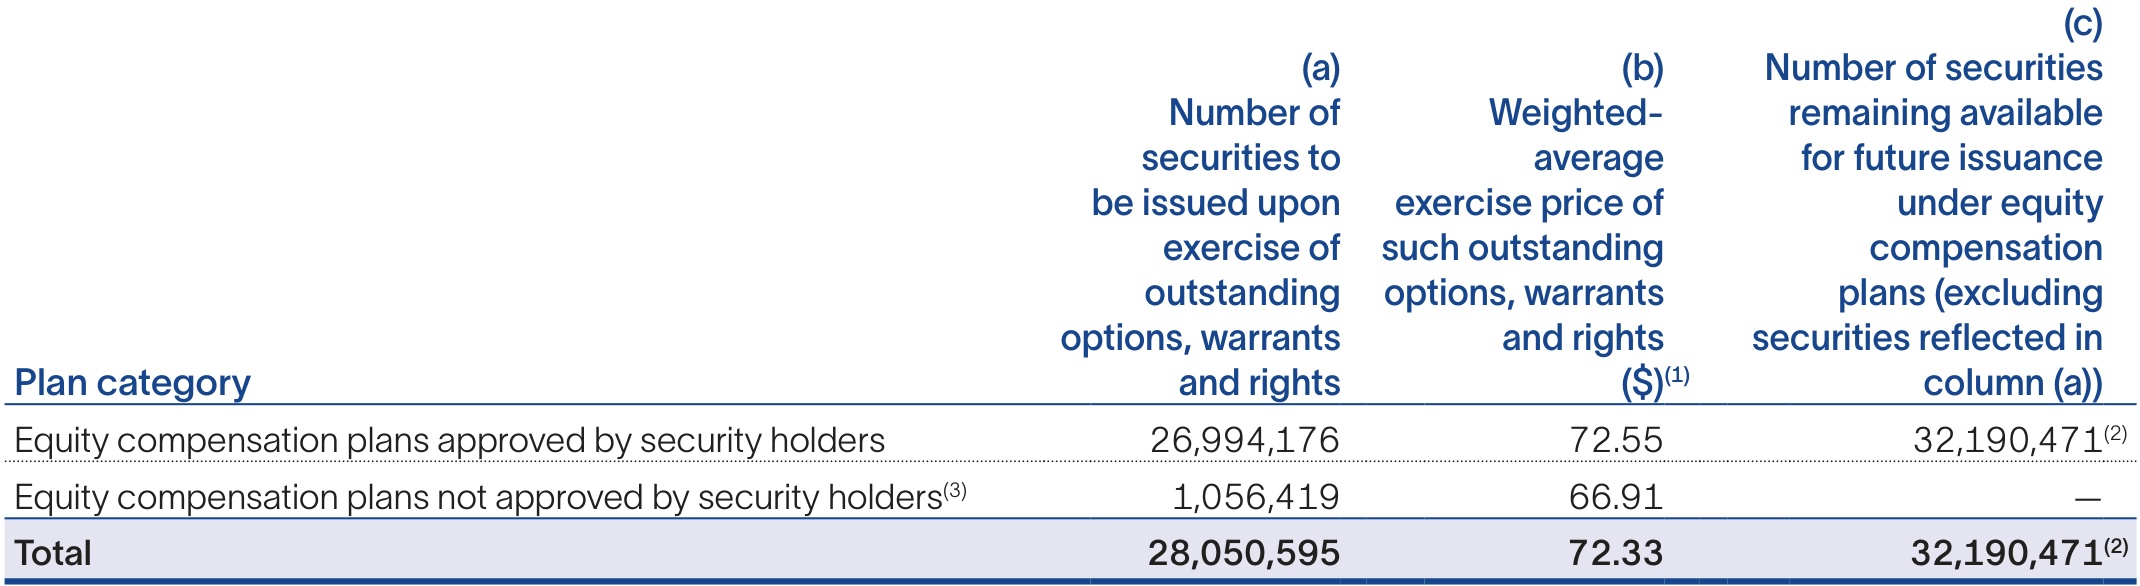 (a)
Number of
securities to
be issued upon
exercise of
outstanding
options, warrants
and rights
(b)
Weighted-
average
exercise price of
such outstanding
options, warrants
and rights
($)(1)
(c)
Number of securities
remaining available
for future issuance
under equity
compensation
plans (excluding
securities reflected in
column (a))
Plan category
Equity compensation plans approved by security holders 26,994,176 72.55 32,190,471(2)
Equity compensation plans not approved by security holders(3) 1,056,419 66.91 —
Total 28,050,595 72.33 32,190,471(2)